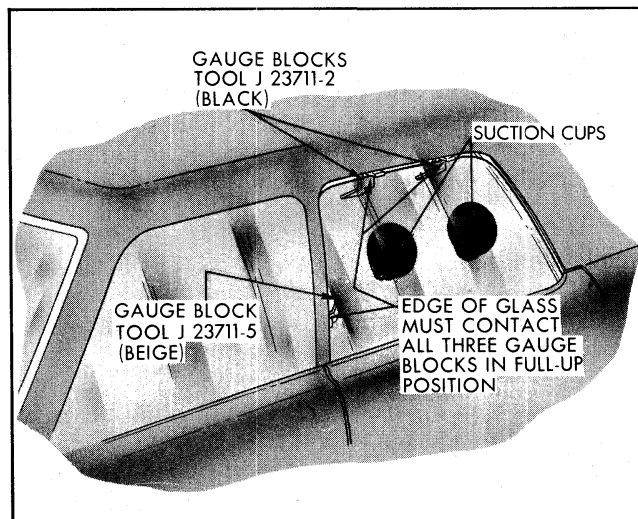 GAUGE BLOCKS
TOOL J 23711-2
(BLACK)
SUCTION CUPS
GAUGE BLOCK
TOOL J 23711-5
(BEIGE)
EDGE OF GLASS
MUST CONTACT
ALL THREE GAUGE
BLOCKS IN FULL-UP
POSITION